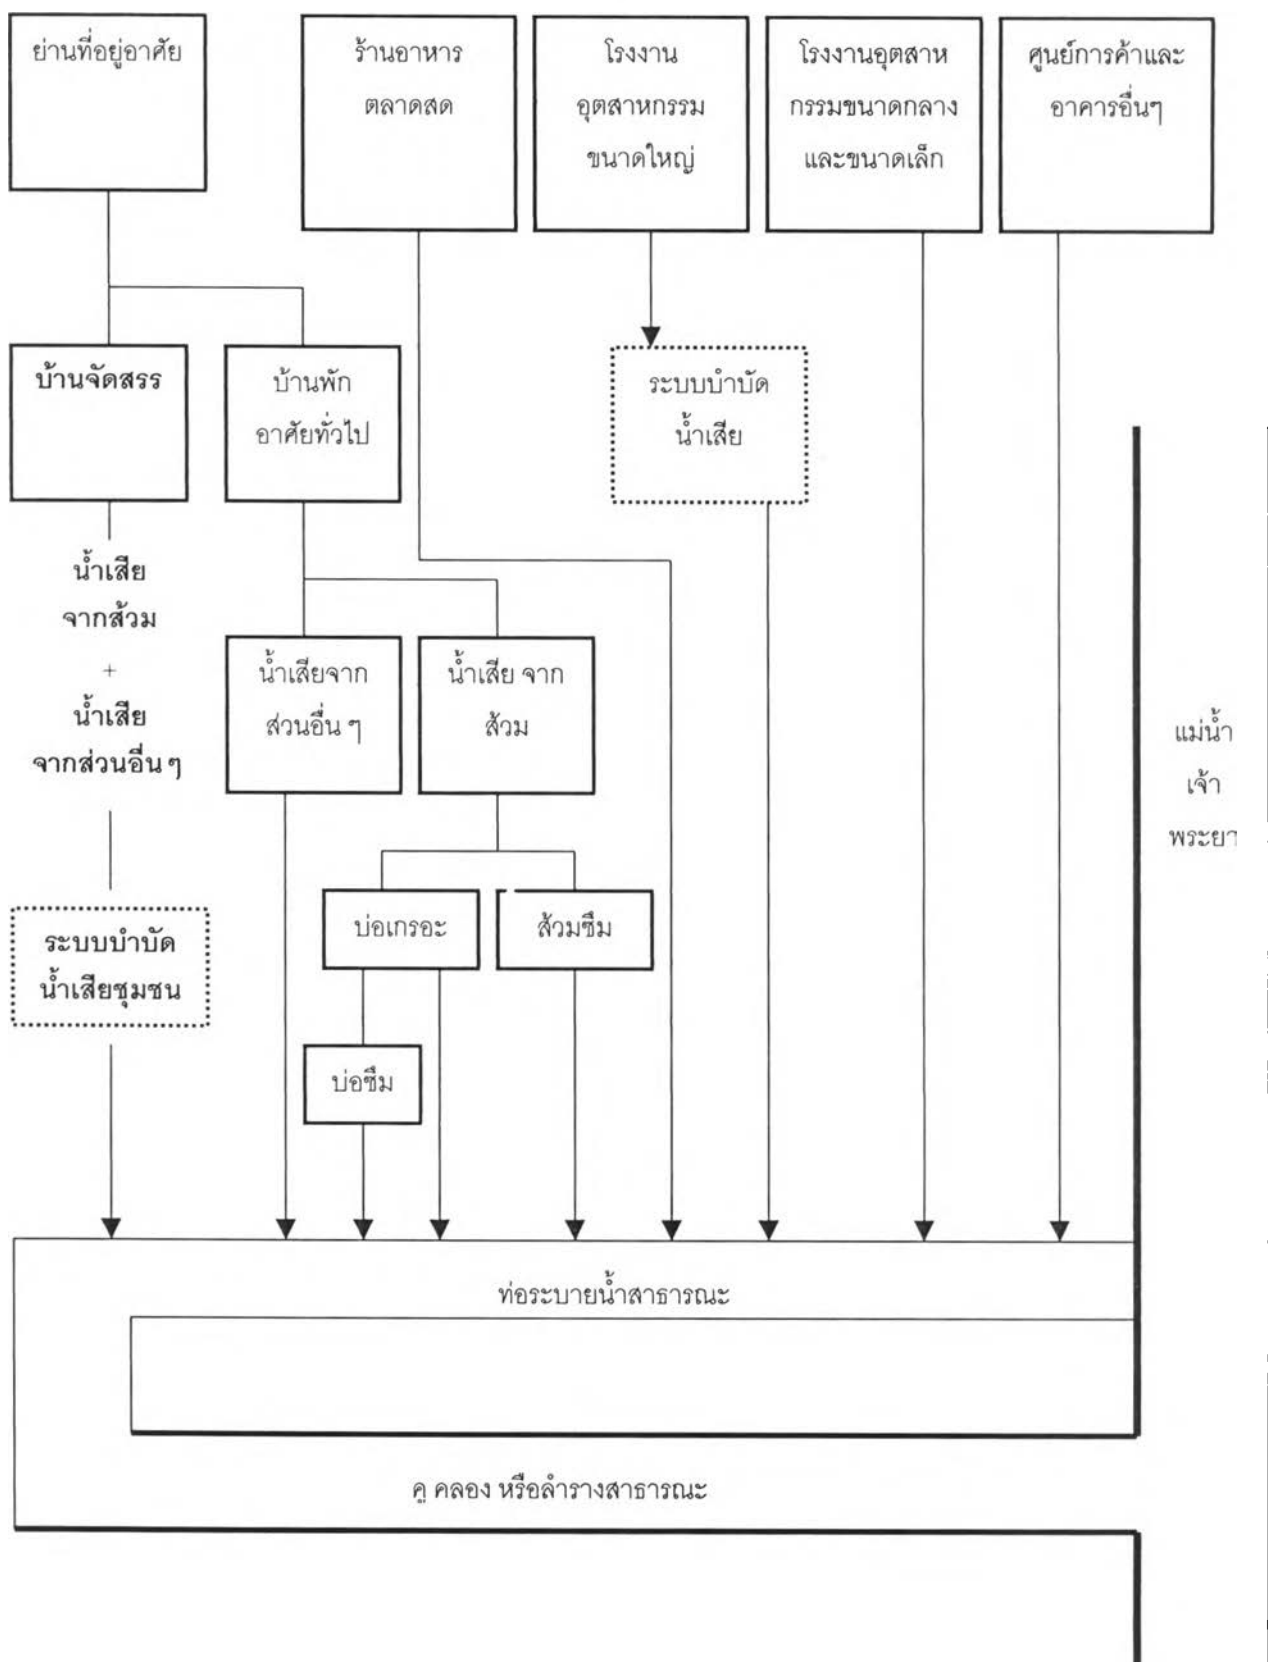 ย่านที่อยู่อาศัย
ร้านอาหาร
ตลาดสด
โรงงาน
อุตสาหกรรม
ขนาดใหญ่
โรงงานอุตสาห
กรรมขนาดกลาง
และขนาดเล็ก
ศูนย์การค้าและ
อาคารอื่นๆ
บ้านจัดสรร
บ้านพัก
อาศัยทั่วไป
ระบบบำบัด
น้ำเสีย
น้ำเสีย
จากส้วม
+
น้ำเสีย
จากส่วนอื่น ๆ
น้ำเสียจาก
ส่วนอื่น ๆ
น้ำเสีย จาก
ส้วม
แม่น้ำ
เจ้า
พระยา
บ่อเกรอะ
ส้วมซึม
ระบบบำบัด
น้ำเสียชุมชน
บ่อซึม
ท่อระบายน้ำสาธารณะ
คู คลอง หรือลำรางสาธารณะ